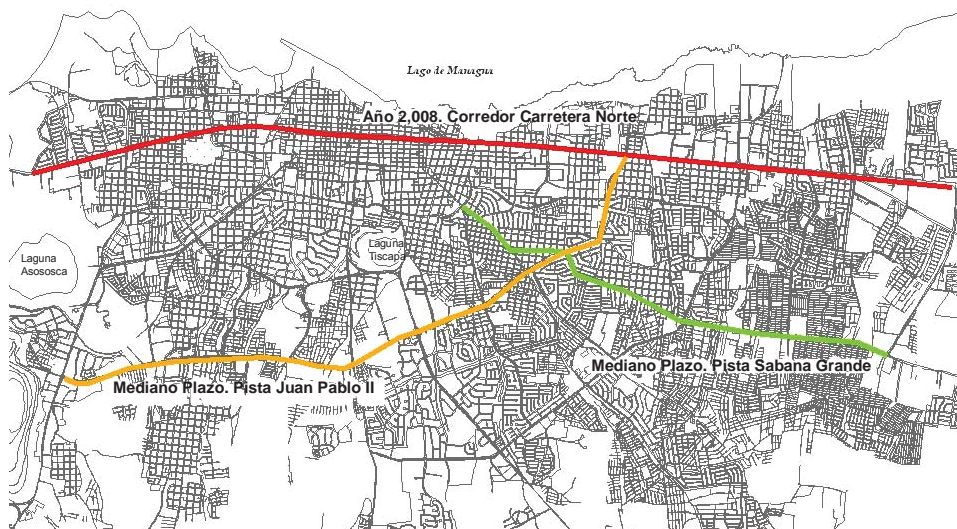 Lago de Managua
Año 2,008. Corredor Carretera Norte
Laguna
Tiscapa
Laguna
Asososca
Mediano Plazo. Pista Sabana Grande
Mediano Plazo. Pista Juan Pablo II